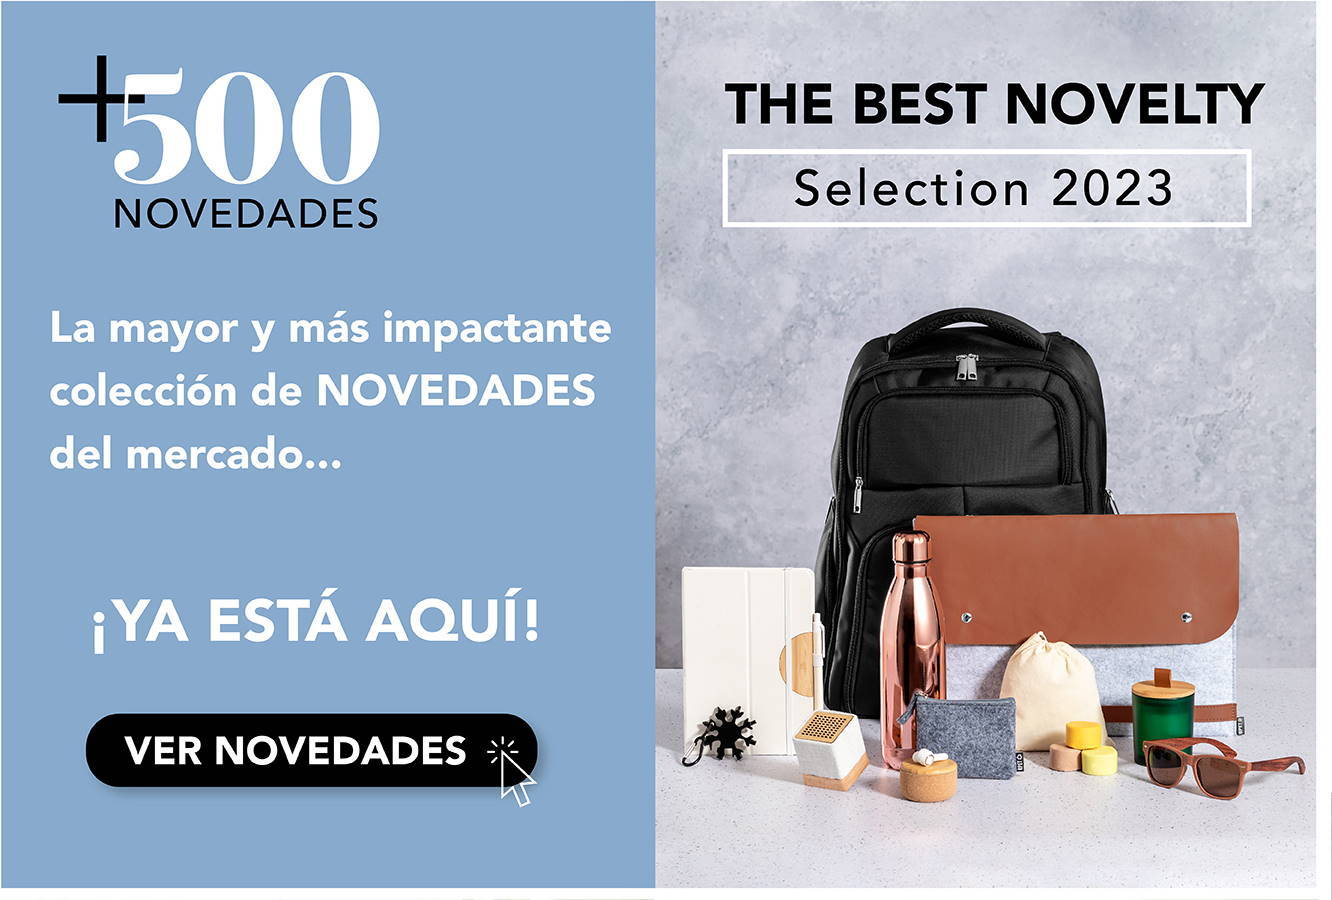 +500
NOVEDADES
La mayor y más impactante
colección de NOVEDADES
del mercado...
¡YA ESTÁ AQUÍ!
VER NOVEDADES
THE BEST NOVELTY
Selection 2023